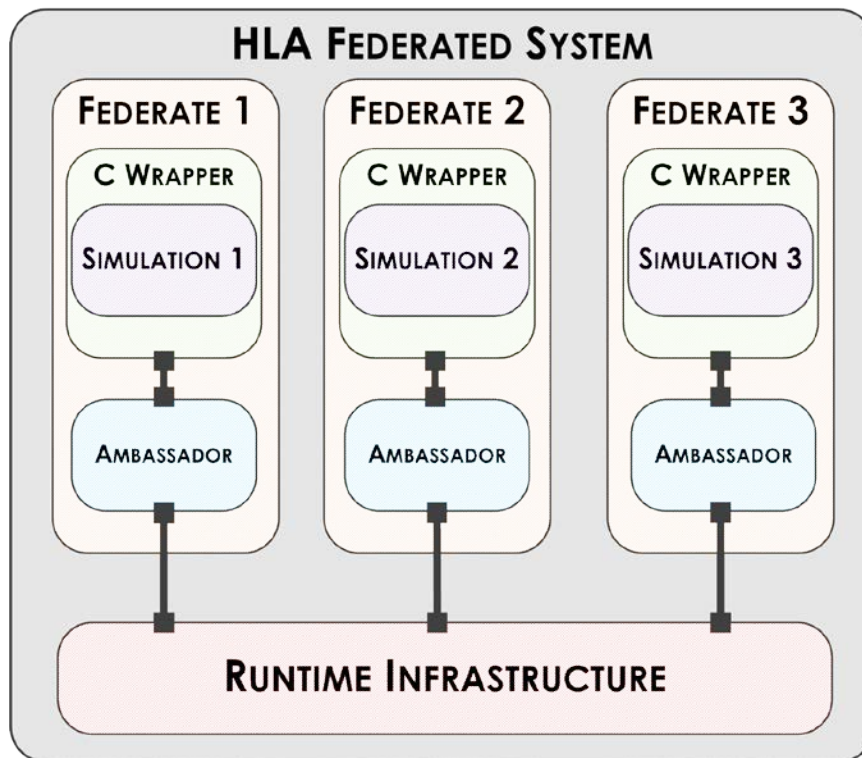 HLA FEDERATED SYSTEM
FEDERATE 1
FEDERATE 2
FEDERATE 3
C WRAPPER
C WRAPPER
C WRAPPER
SIMULATION 1
SIMULATION 2
SIMULATION 3
AMBASSADOR
AMBASSADOR
AMBASSADOR
RUNTIME INFRASTRUCTURE